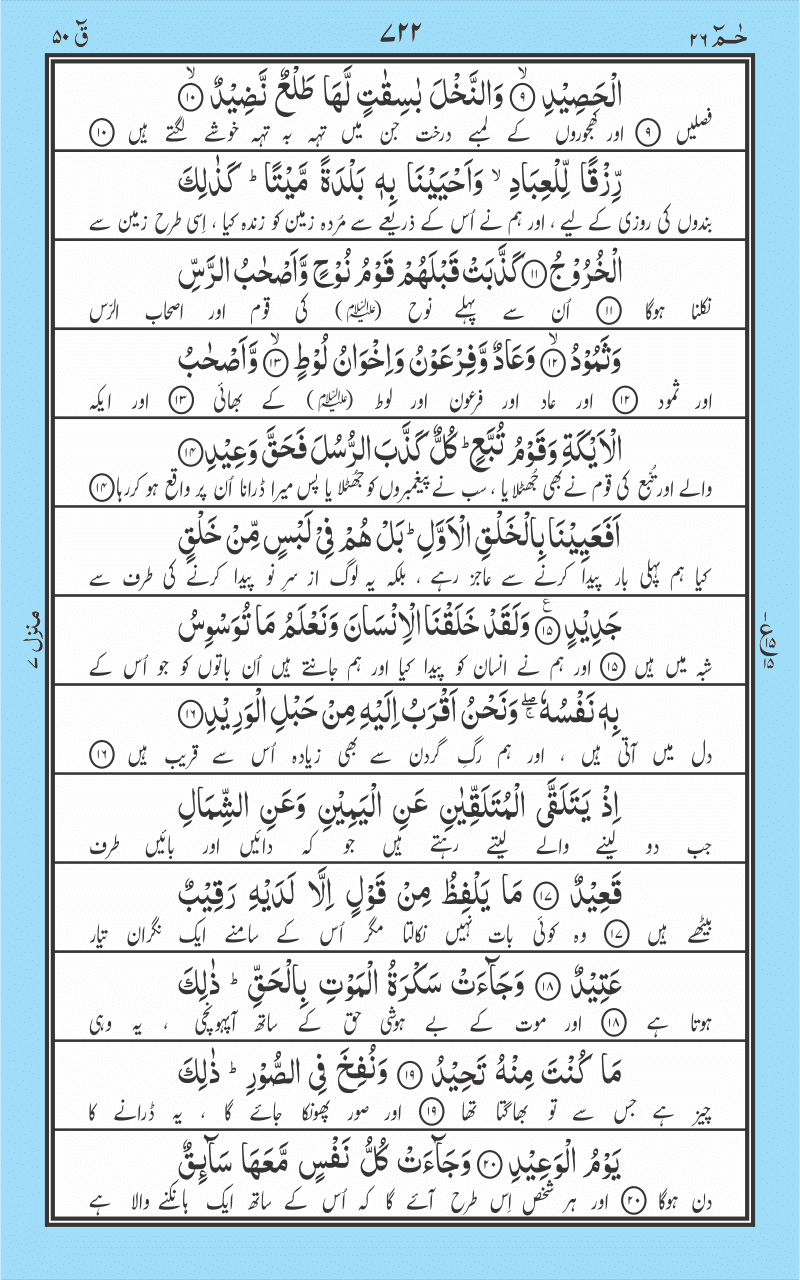 حٰـمٓ ۲۶
۷۲۲
قٓ ۵۰
الْحَصِیْدِ ۙ﴿۹﴾ وَالنَّخْلَ بٰسِقٰتٍ لَّهَا طَلْعٌ نَّضِیْدٌ ۙ﴿۱۰﴾
فصلیں ﴿۹﴾ اور کھجوروں کے لمبے درخت جن میں تہہ بہ تہہ خوشے لگتے ہیں ﴿۱۰﴾
رِّزْقًا لِّلْعِبَادِ ۙ وَاَحْیَیْنَا بِهٖ بَلْدَةً مَّیْتًا ؕ کَذٰلِكَ
بندوں کی روزی کے لیے ، اور ہم نے اُس کے ذریعے سے مُردہ زمین کو زندہ کیا ، اِسی طرح زمین سے
الْخُرُوْجُ ﴿۱۱﴾ کَذَّبَتْ قَبْلَهُمْ قَوْمُ نُوْحٍ وَّاَصْحٰبُ الرَّسِّ
نکلنا ہوگا ﴿۱۱﴾ اُن سے پہلے نوح (علیہ السلام) کی قوم اور اصحاب الرّس
وَثَمُوْدُ ۙ﴿۱۲﴾ وَعَادٌ وَّفِرْعَوْنُ وَاِخْوَانُ لُوْطٍ ۙ﴿۱۳﴾ وَّاَصْحٰبُ
اور ثمود ﴿۱۲﴾ اور عاد اور فرعون اور لوط (علیہ السلام) کے بھائی ﴿۱۳﴾ اور ایکہ
الْاَیْکَةِ وَقَوْمُ تُبَّعٍ ؕ کُلٌّ کَذَّبَ الرُّسُلَ فَحَقَّ وَعِیْدِ ﴿۱۴﴾
والے اور تُبّع کی قوم نے بھی جُھٹلایا ، سب نے پیغمبروں کو جھُٹلا یا پس میرا ڈرانا اُن پر واقع ہو کررہا ﴿۱۴﴾
اَفَعَیِیْنَا بِالْخَلْقِ الْاَوَّلِ ؕ بَلْ هُمْ فِیْ لَبْسٍ مِّنْ خَلْقٍ
کیا ہم پہلی بار پیدا کرنے سے عاجز رہے ، بلکہ یہ لوگ از سرِ نو پیدا کرنے کی طرف سے
جَدِیْدٍ ﴿۱۵﴾ۧ وَلَقَدْ خَلَقْنَا الْاِنْسَانَ وَنَعْلَمُ مَا تُوَسْوِسُ
شبہ میں ہیں ﴿۱۵﴾ اور ہم نے انسان کو پیدا کیا اور ہم جانتے ہیں اُن باتوں کو جو اُس کے
بِهٖ نَفْسُهٗ ۖۚ وَنَحْنُ اَقْرَبُ اِلَیْهِ مِنْ حَبْلِ الْوَرِیْدِ ﴿۱۶﴾
دل میں آتی ہیں ، اور ہم رگِ گردن سے بھی زیادہ اُس سے قریب ہیں ﴿۱۶﴾
اِذْ یَتَلَقَّی الْمُتَلَقِّیٰنِ عَنِ الْیَمِیْنِ وَعَنِ الشِّمَالِ
جب دو لینے والے لیتے رہتے ہیں جو کہ دائیں اور بائیں طرف
قَعِیْدٌ ﴿۱۷﴾ مَا یَلْفِظُ مِنْ قَوْلٍ اِلَّا لَدَیْهِ رَقِیْبٌ
بیٹھے ہیں ﴿۱۷﴾ وہ کوئی بات نہیں نکالتا مگر اُس کے سامنے ایک نگران تیار
عَتِیْدٌ ﴿۱۸﴾ وَجَآءَتْ سَکْرَةُ الْمَوْتِ بِالْحَقِّ ؕ ذٰلِكَ
ہوتا ہے ﴿۱۸﴾ اور موت کے بے ہوشی حق کے ساتھ آپہونچی ، یہ وہی
مَا کُنْتَ مِنْهُ تَحِیْدُ ﴿۱۹﴾ وَنُفِخَ فِی الصُّوْرِ ؕ ذٰلِكَ
چیز ہے جس سے تو بھاگتا تھا ﴿۱۹﴾ اور صور پھونکا جائے گا ، یہ ڈرانے کا
یَوْمُ الْوَعِیْدِ ﴿۲۰﴾ وَجَآءَتْ کُلُّ نَفْسٍ مَّعَهَا سَآئِقٌ
دن ہوگا ﴿۲۰﴾ اور ہر شخص اِس طرح آئے گا کہ اُس کے ساتھ ایک ہانکنے والا ہے
منزل ۷
ع ۱۵ ۱۵